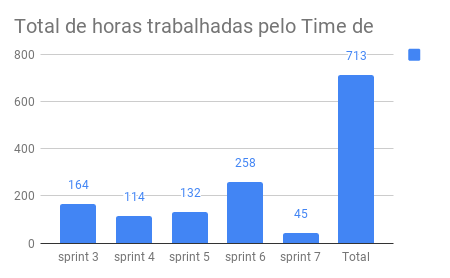 Total de horas trabalhadas pelo Time de
800
600
400
200
0
164
114
132
258
45
713
sprint 3
sprint 4
sprint 5
sprint 6
sprint 7
Total